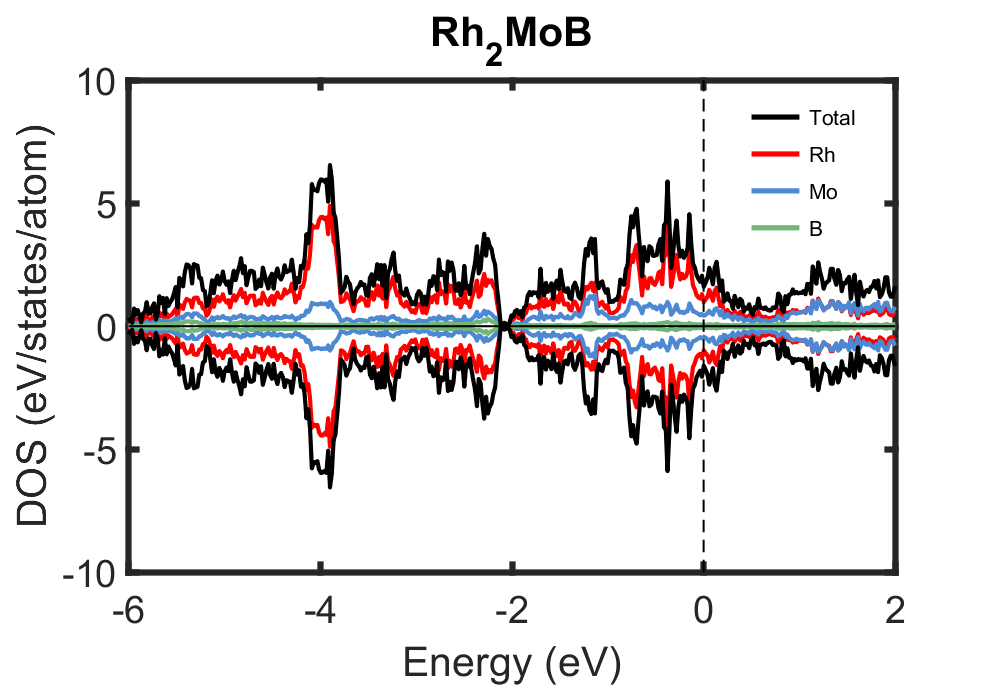 Rh₂MoB
10
5
0
-5
-10
DOS (eV/states/atom)
Total
Rh
Mo
B
-6 -4 -2 0 2
Energy (eV)